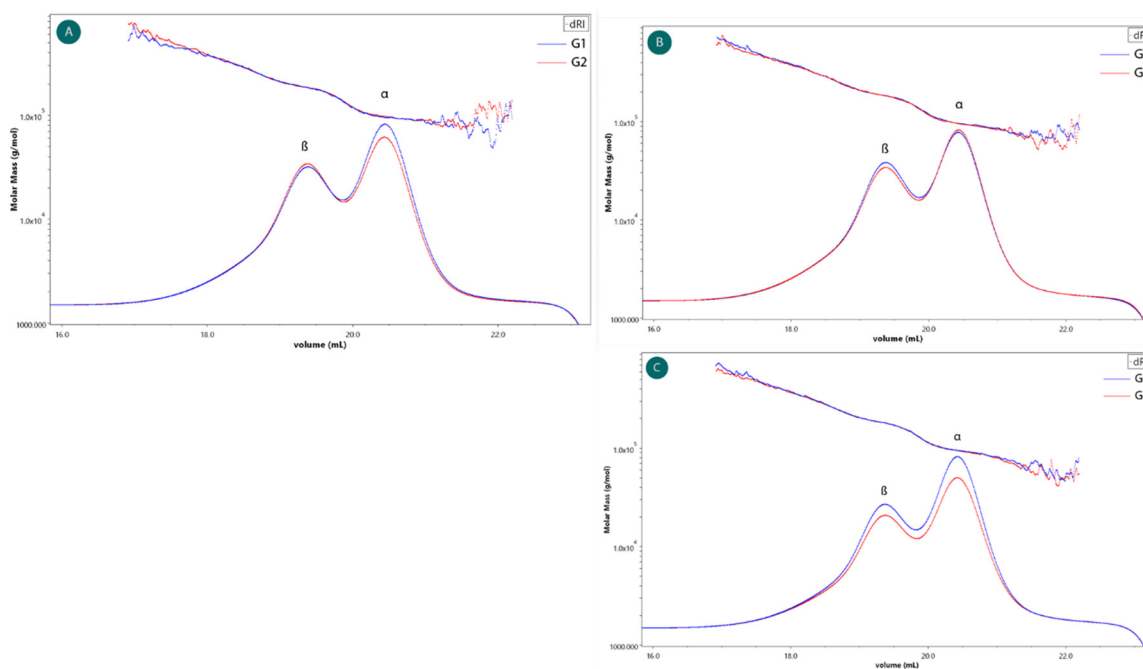 A
dRI
G1
G2
α
ß
Molar Mass (g/mol)
1.0x10⁵
1.0x10⁴
1000.000
16.0 18.0 20.0 22.0
volume (mL)
B
dR
G
G
α
ß
Molar Mass (g/mol)
1.0x10⁵
1.0x10⁴
1000.000
16.0 18.0 20.0 22.0
volume (mL)
C
dR
G
G
α
ß
Molar Mass (g/mol)
1.0x10⁵
1.0x10⁴
1000.000
16.0 18.0 20.0 22.0
volume (mL)